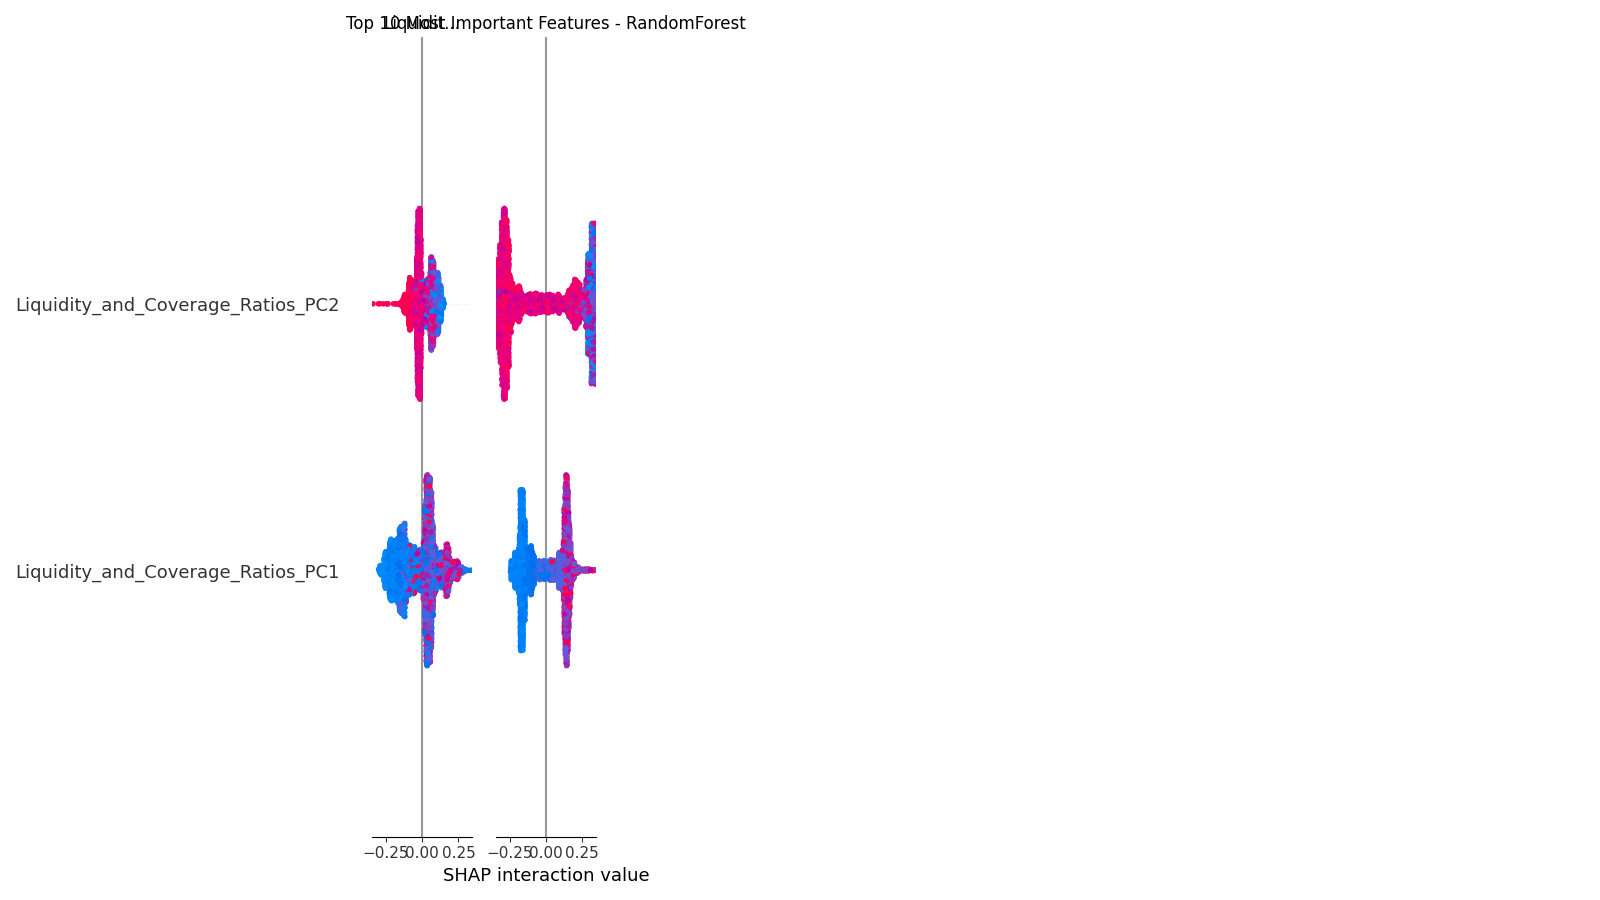 Top 10 Most Important Features - RandomForest
Liquidit...
Liquidity_and_Coverage_Ratios_PC2
Liquidity_and_Coverage_Ratios_PC1
−0.25 0.00 0.25 −0.25 0.00 0.25
SHAP interaction value